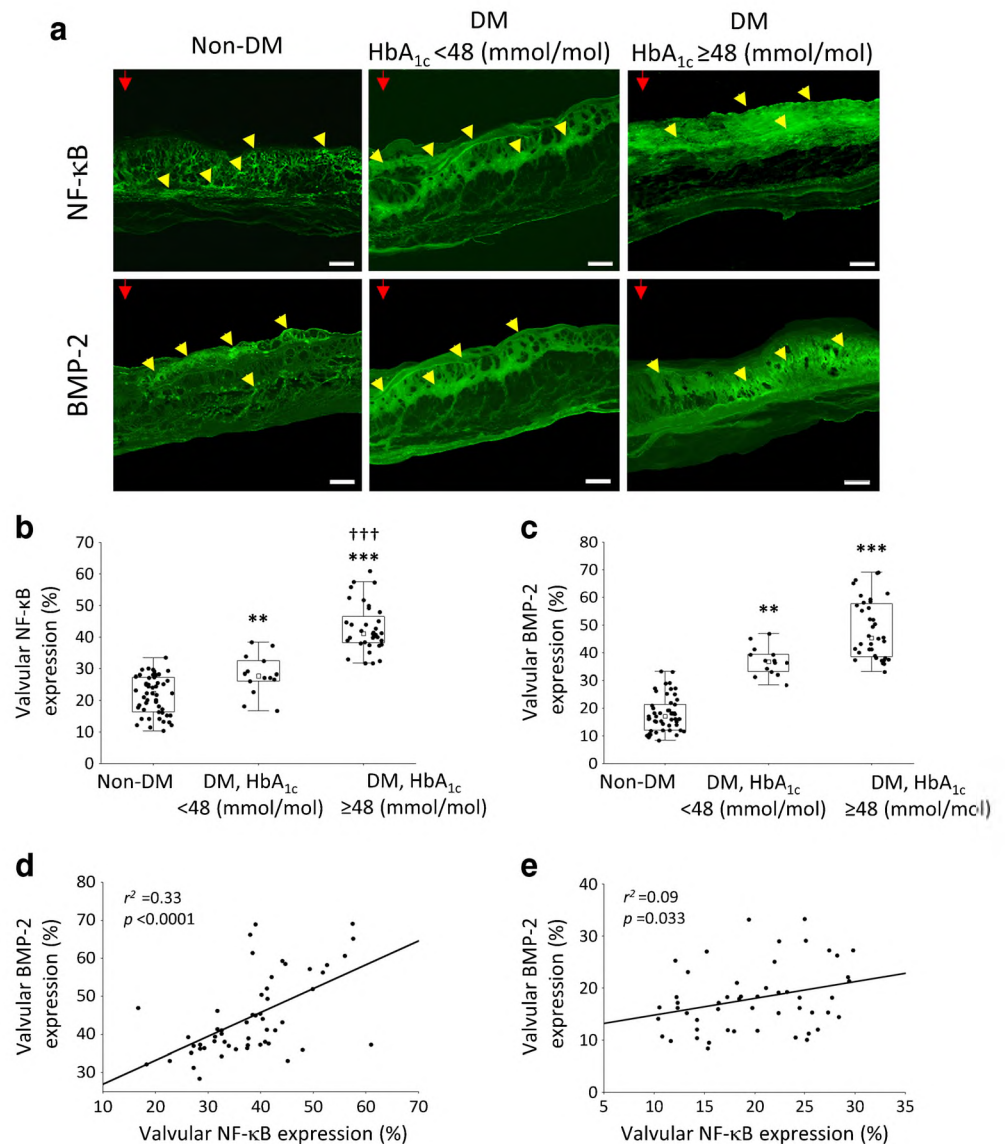 a
Non-DM
DM
HbA1c <48 (mmol/mol)
DM
HbA1c ≥48 (mmol/mol)
NF-κB
BMP-2
b
Valvular NF-κB
expression (%)
70
60
50
40
30
20
10
0
**
†††
***
Non-DM
DM, HbA1c
<48 (mmol/mol)
DM, HbA1c
≥48 (mmol/mol)
c
Valvular BMP-2
expression (%)
80
70
60
50
40
30
20
10
0
**
***
Non-DM
DM, HbA1c
<48 (mmol/mol)
DM, HbA1c
≥48 (mmol/mol)
d
Valvular BMP-2
expression (%)
80
70
60
50
40
30
r² =0.33
p <0.0001
10 20 30 40 50 60 70
Valvular NF-κB expression (%)
e
Valvular BMP-2
expression (%)
40
30
20
10
0
r² =0.09
p =0.033
5 10 15 20 25 30 35
Valvular NF-κB expression (%)